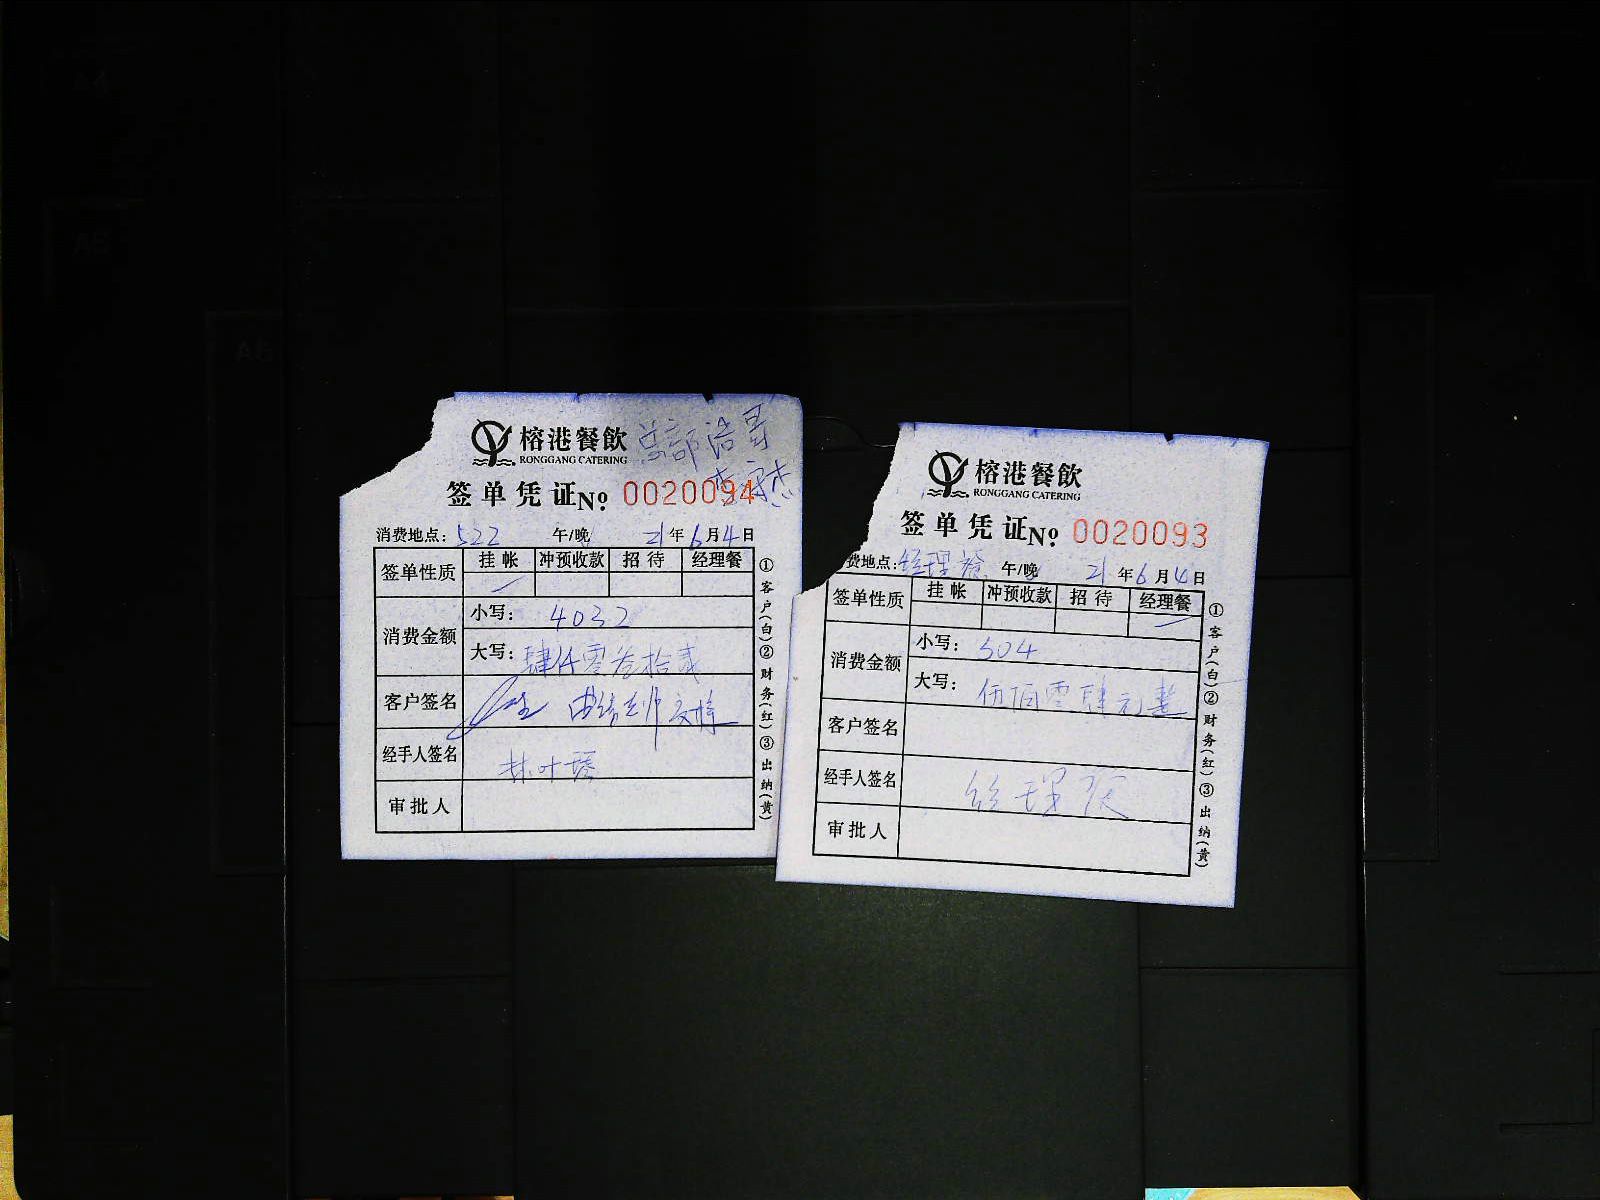 榕港餐飲 总部浩哥
RONGGANG CATERING
签单凭证№ 0020094
消费地点: 522 午/晚 21年6月4日
签单性质 挂帐 冲预收款 招待 经理餐
消费金额 小写: 4032
大写: 肆仟零叁拾贰
客户签名
经手人签名 林叶
审批人
①客户(白)②财务(红)③出纳(黄)
榕港餐飲
RONGGANG CATERING
签单凭证№ 0020093
费地点: 经理餐 午/晚 21年6月4日
签单性质 挂帐 冲预收款 招待 经理餐
消费金额 小写: 504
大写: 伍佰零肆元整
客户签名
经手人签名 经理
审批人
①客户(白)②财务(红)③出纳(黄)
A5